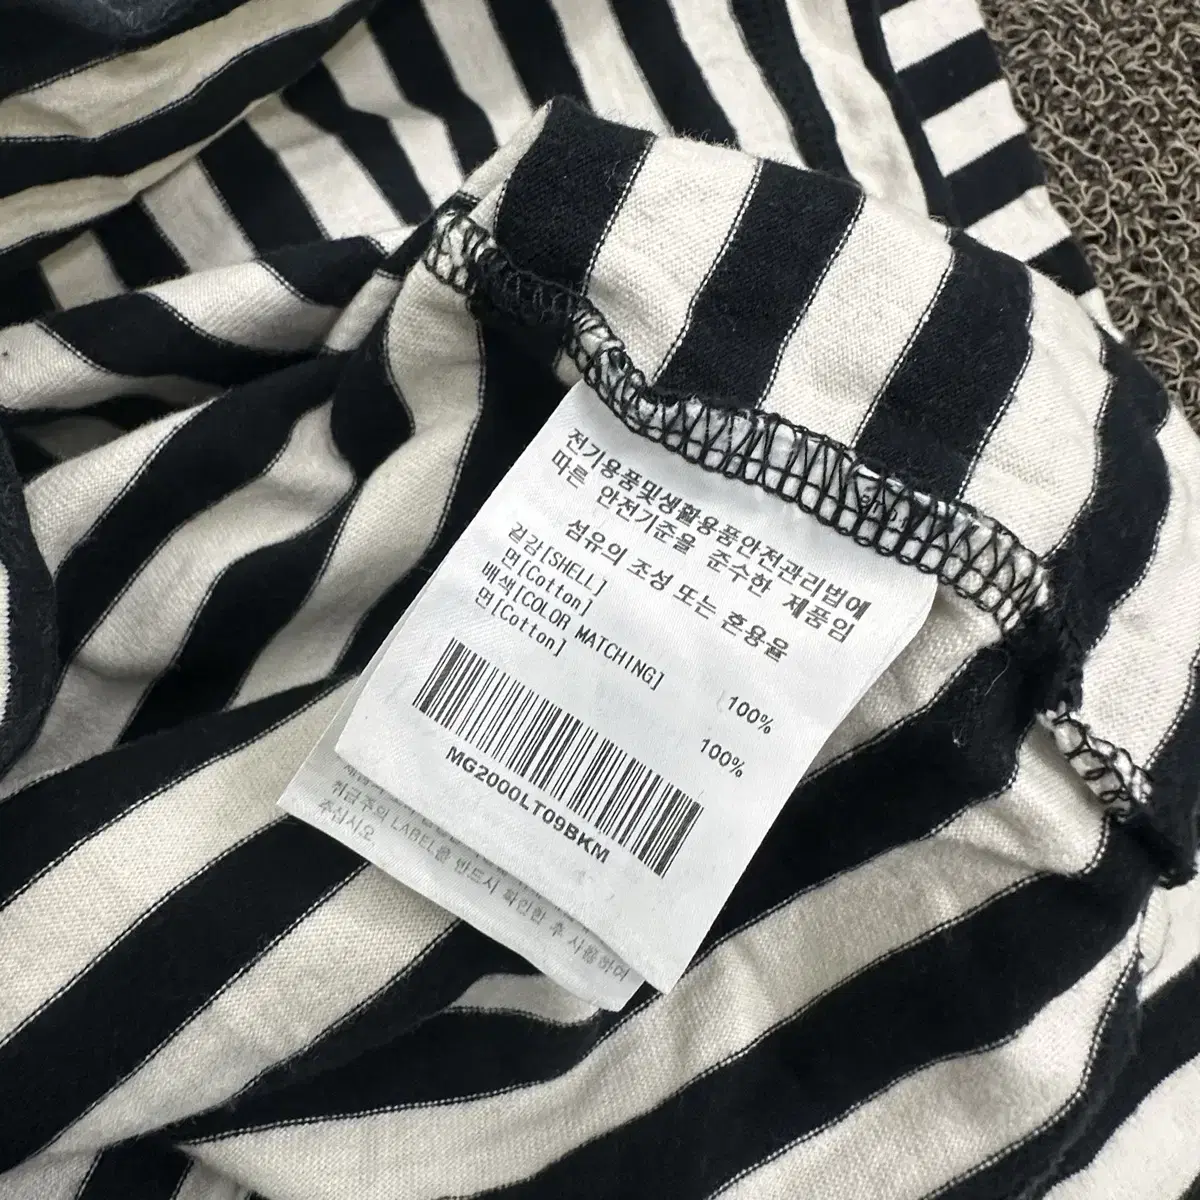 전기용품및생활용품안전관리법에
따른 안전기준을 준수한 제품임
섬유의 조성 또는 혼용율
겉감[SHELL]
면[Cotton] 100%
배색[COLOR MATCHING]
면[Cotton] 100%
MG2000LT09BKM
취급주의 LABEL을 반드시 확인한 후 사용하여
주십시오.